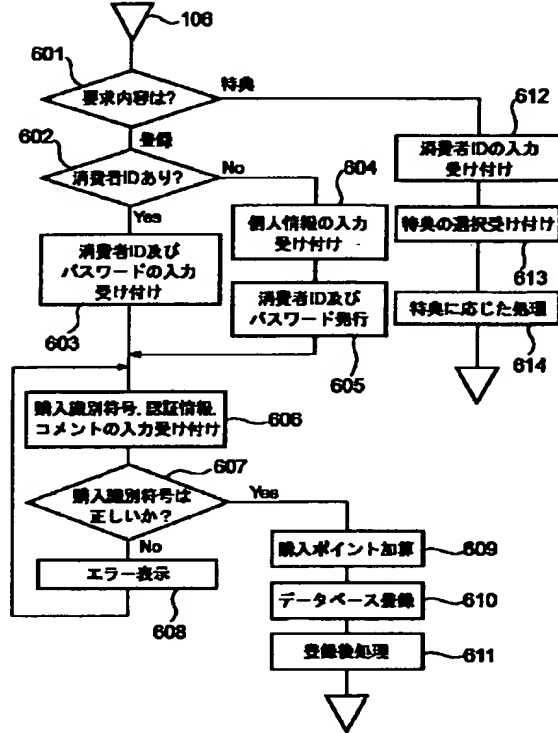 106
601
要求内容は?
特典
登録
602
消費者IDあり?
No
Yes
604
612
消費者IDの入力
受け付け
個人情報の入力
受け付け
特典の選択受け付け
613
消費者ID及び
パスワードの入力
受け付け
603
消費者ID及び
パスワード発行
605
特典に応じた処理
614
購入識別符号、認証情報、
コメントの入力受け付け
606
607
購入識別符号は
正しいか?
Yes
No
エラー表示
608
購入ポイント加算
609
データベース登録
610
登録後処理
611